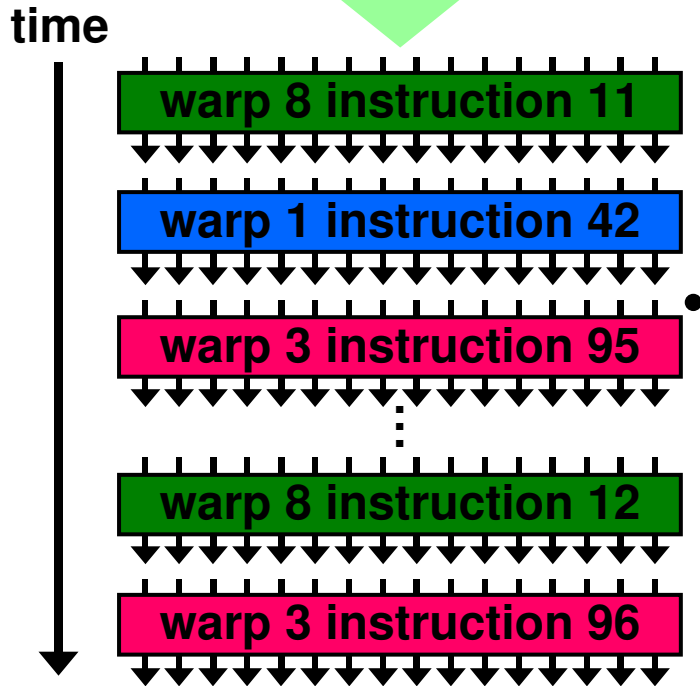 time
warp 8 instruction 11
warp 1 instruction 42
warp 3 instruction 95
⋮
warp 8 instruction 12
warp 3 instruction 96